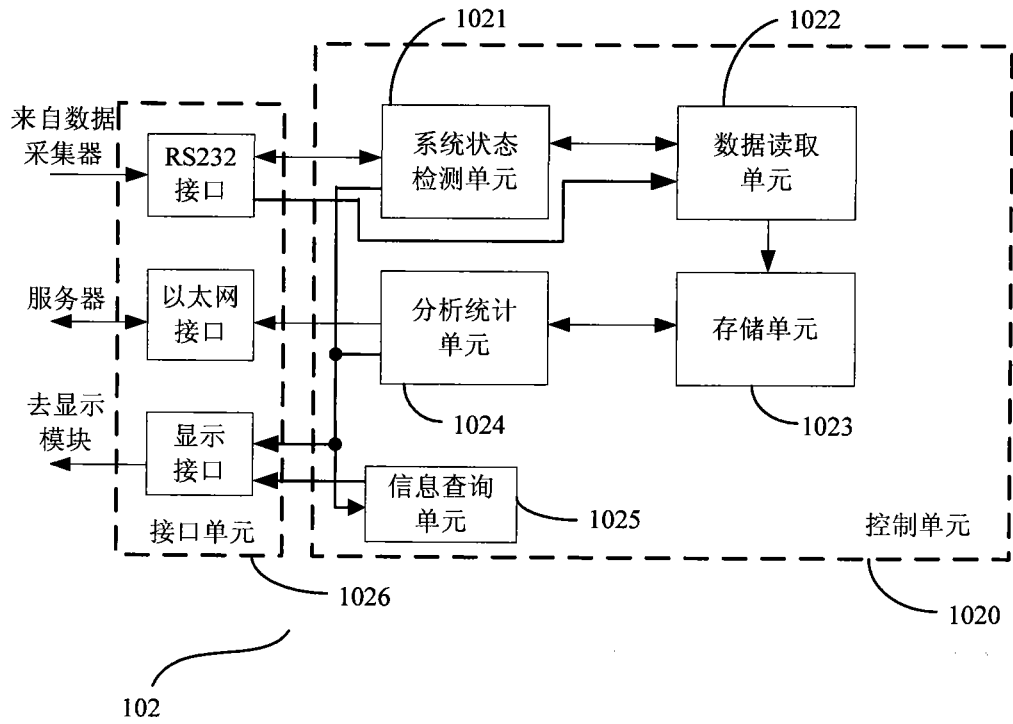 1021
1022
来自数据
采集器
RS232
接口
系统状态
检测单元
数据读取
单元
服务器
以太网
接口
分析统计
单元
存储单元
去显示
模块
显示
接口
1024
1023
信息查询
单元
1025
接口单元
控制单元
1026
1020
102